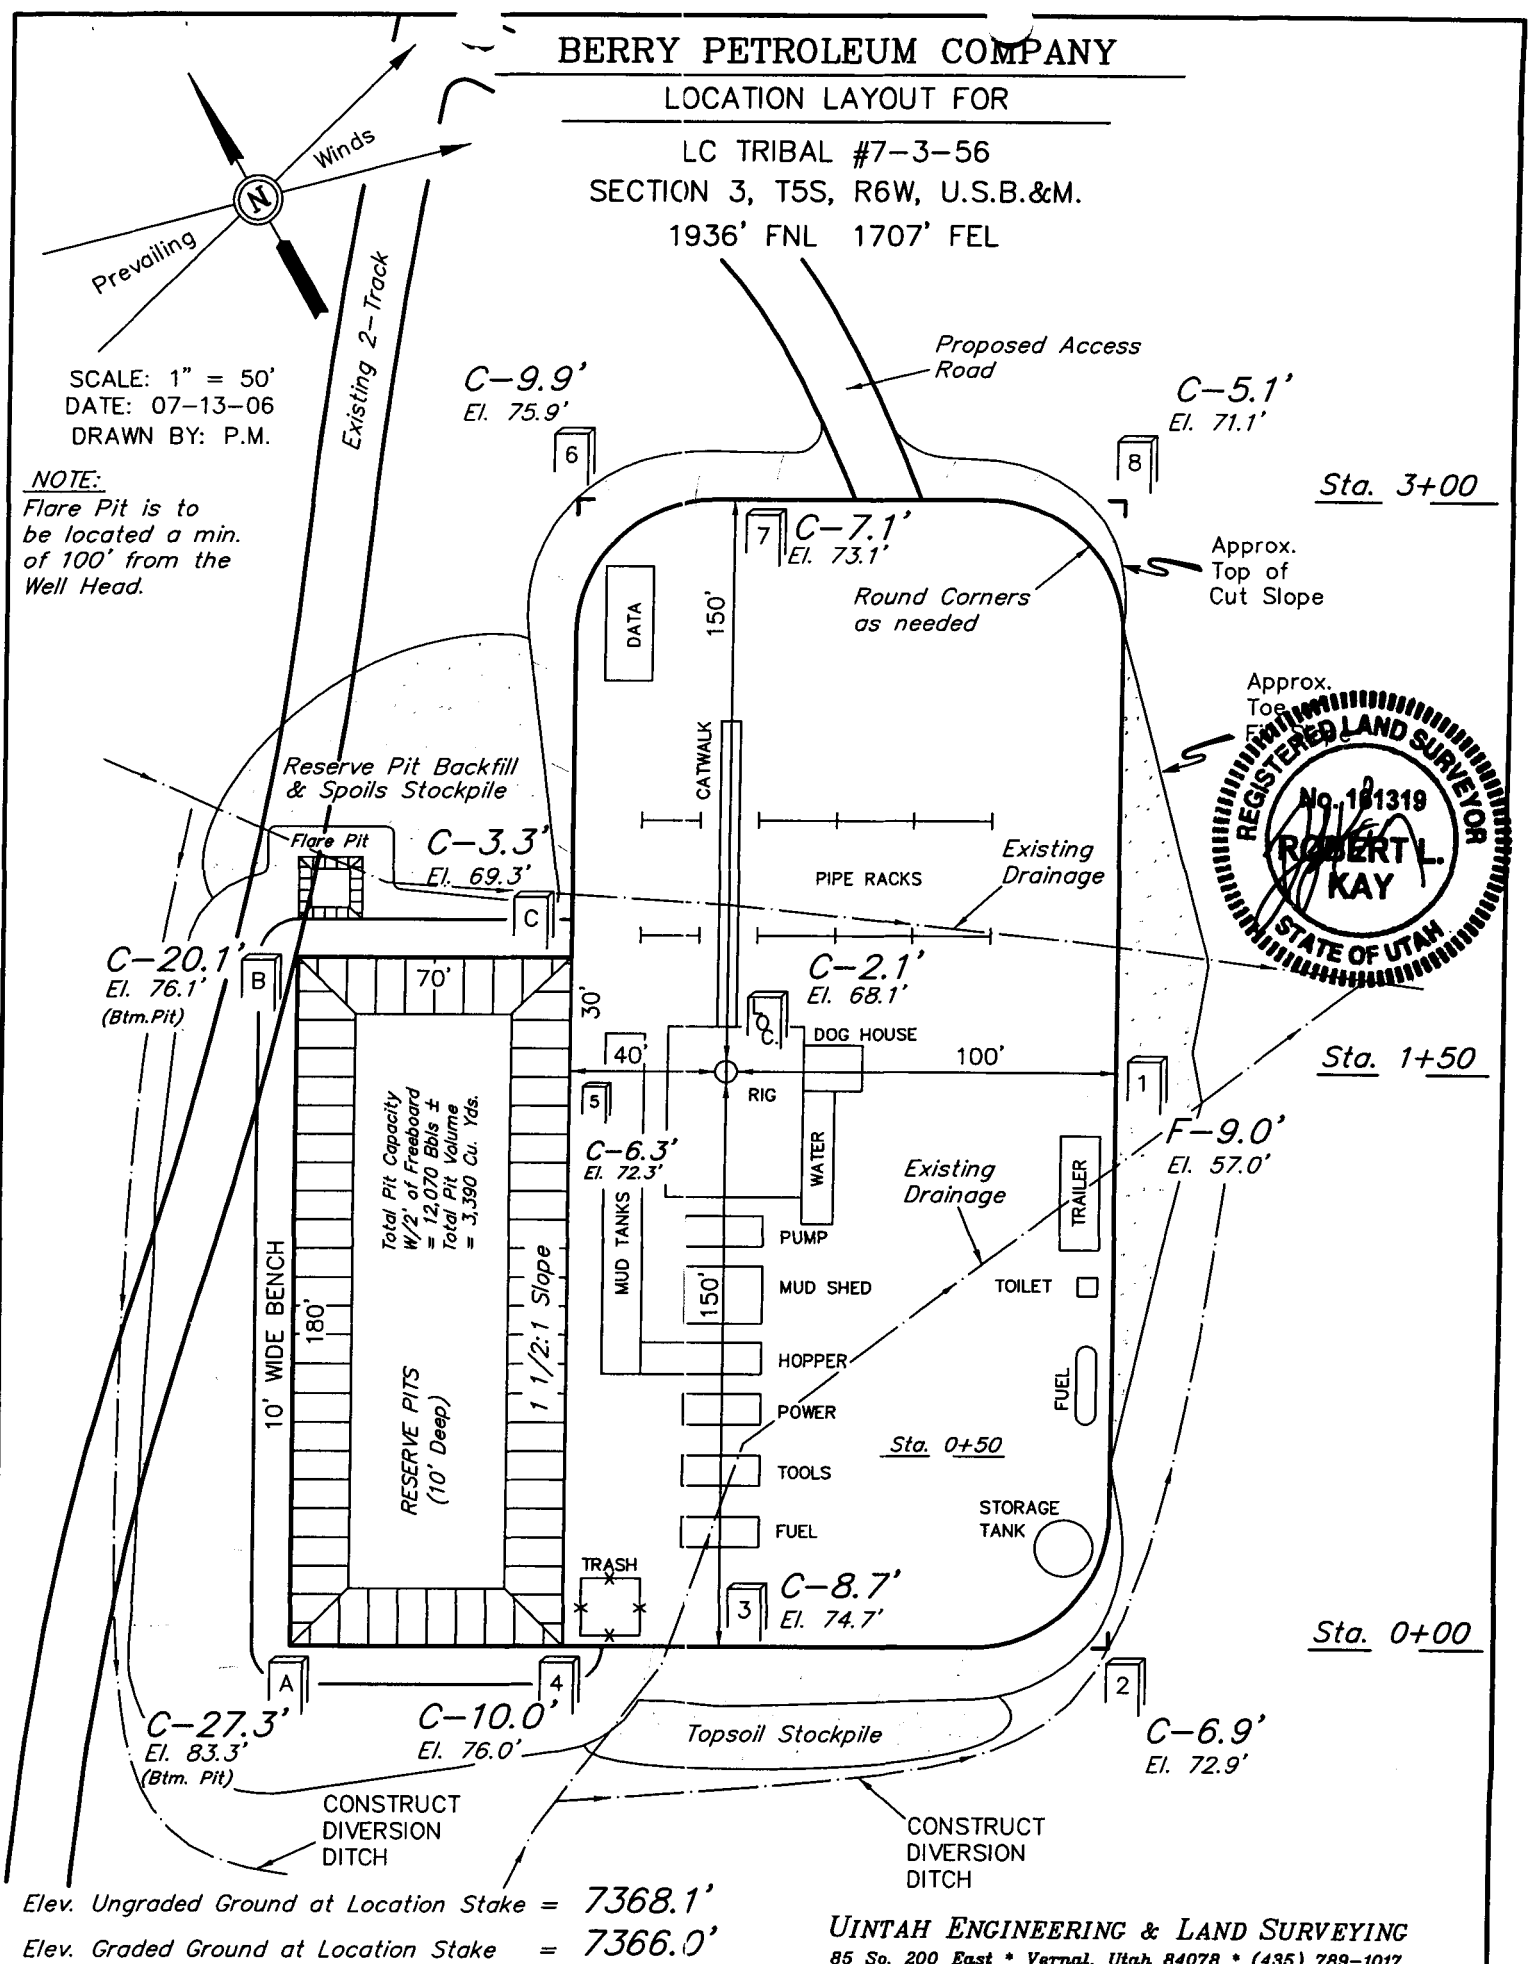 BERRY PETROLEUM COMPANY
LOCATION LAYOUT FOR
LC TRIBAL #7-3-56
SECTION 3, T5S, R6W, U.S.B.&M.
1936' FNL 1707' FEL
N
Winds
Prevailing
SCALE: 1" = 50'
DATE: 07-13-06
DRAWN BY: P.M.
NOTE:
Flare Pit is to
be located a min.
of 100' from the
Well Head.
Existing 2-Track
Proposed Access
Road
C-9.9'
El. 75.9'
6
C-5.1'
El. 71.1'
8
Sta. 3+00
7
C-7.1'
El. 73.1'
Approx.
Top of
Cut Slope
Round Corners
as needed
150'
DATA
Approx.
Toe
REGISTERED LAND SURVEYOR
No. 161319
ROBERT L.
KAY
STATE OF UTAH
CATWALK
Reserve Pit Backfill
& Spoils Stockpile
Flare Pit
C-3.3'
El. 69.3'
C
PIPE RACKS
Existing
Drainage
C-20.1'
El. 76.1'
(Btm.Pit)
B
70'
30'
C-2.1'
El. 68.1'
LOC.
DOG HOUSE
40'
100'
RIG
Sta. 1+50
1
5
C-6.3'
El. 72.3'
F-9.0'
El. 57.0'
Total Pit Capacity
W/2' of Freeboard
= 12,070 Bbls ±
Total Pit Volume
= 3,390 Cu. Yds.
WATER
TRAILER
Existing
Drainage
MUD TANKS
PUMP
MUD SHED
150'
TOILET
HOPPER
10' WIDE BENCH
180'
1 1/2:1 Slope
RESERVE PITS
(10' Deep)
FUEL
POWER
Sta. 0+50
TOOLS
STORAGE
TANK
FUEL
TRASH
3
C-8.7'
El. 74.7'
Sta. 0+00
A
4
2
C-27.3'
El. 83.3'
(Btm. Pit)
C-10.0'
El. 76.0'
Topsoil Stockpile
C-6.9'
El. 72.9'
CONSTRUCT
DIVERSION
DITCH
CONSTRUCT
DIVERSION
DITCH
Elev. Ungraded Ground at Location Stake = 7368.1'
Elev. Graded Ground at Location Stake = 7366.0'
UINTAH ENGINEERING & LAND SURVEYING
85 So. 200 East * Vernal, Utah 84078 * (435) 789-1017